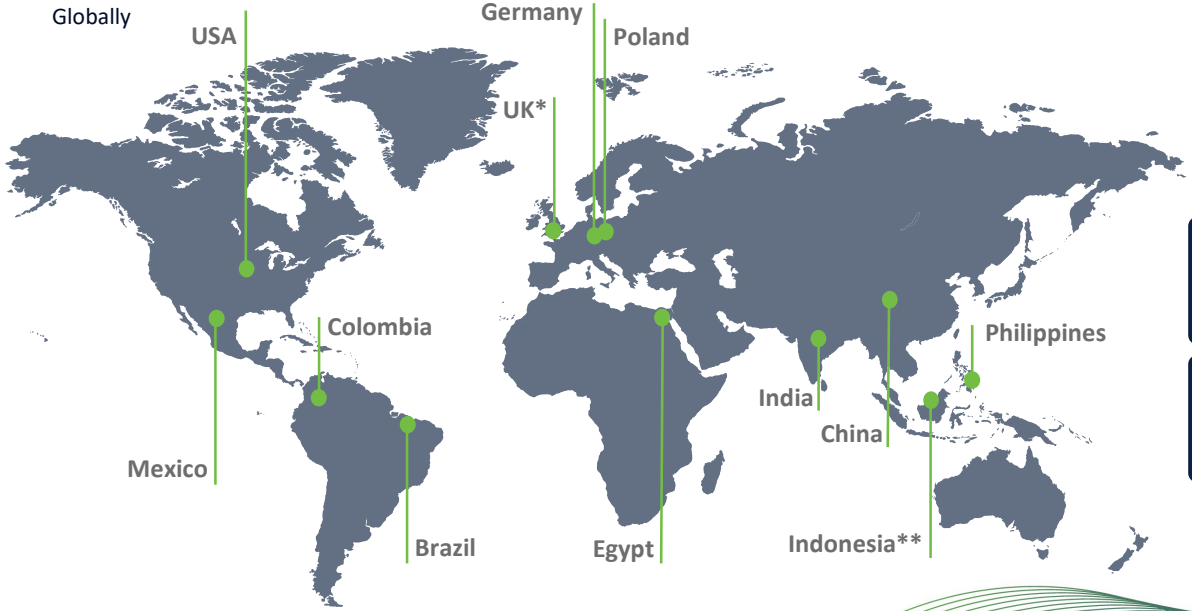 Globally
Germany
USA
Poland
UK*
Colombia
Philippines
India
China
Mexico
Brazil
Egypt
Indonesia**